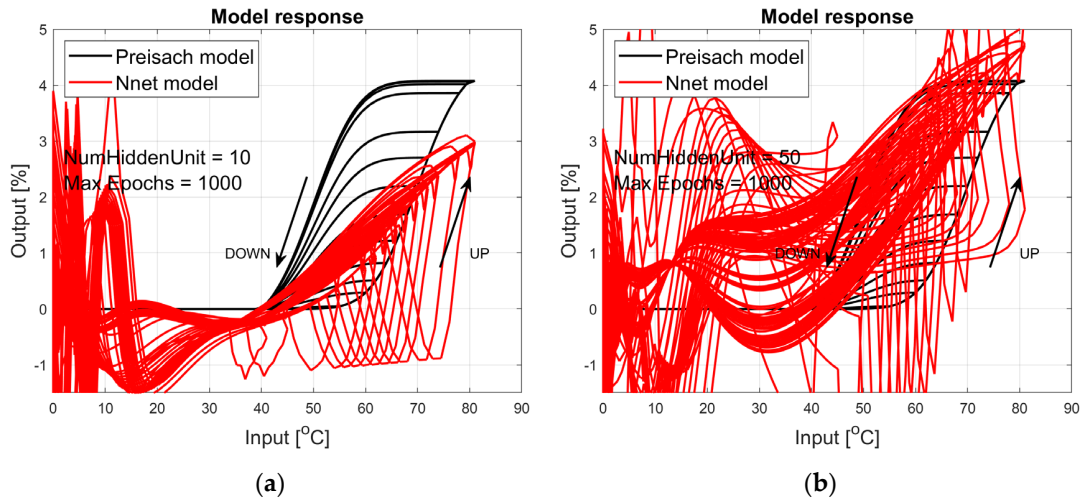 Model response
Preisach model
Nnet model
NumHiddenUnit = 10
Max Epochs = 1000
DOWN
UP
Output [%]
5
4
3
2
1
0
-1
0 10 20 30 40 50 60 70 80 90
Input [°C]
(a)
Model response
Preisach model
Nnet model
NumHiddenUnit = 50
Max Epochs = 1000
DOWN
UP
Output [%]
5
4
3
2
1
0
-1
0 10 20 30 40 50 60 70 80 90
Input [°C]
(b)